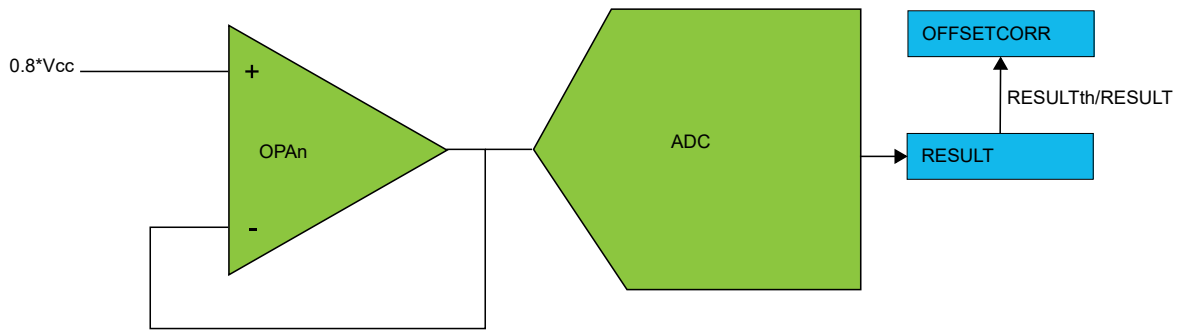 OFFSETCORR
0.8*Vcc
+
RESULTth/RESULT
OPAn
ADC
RESULT
-